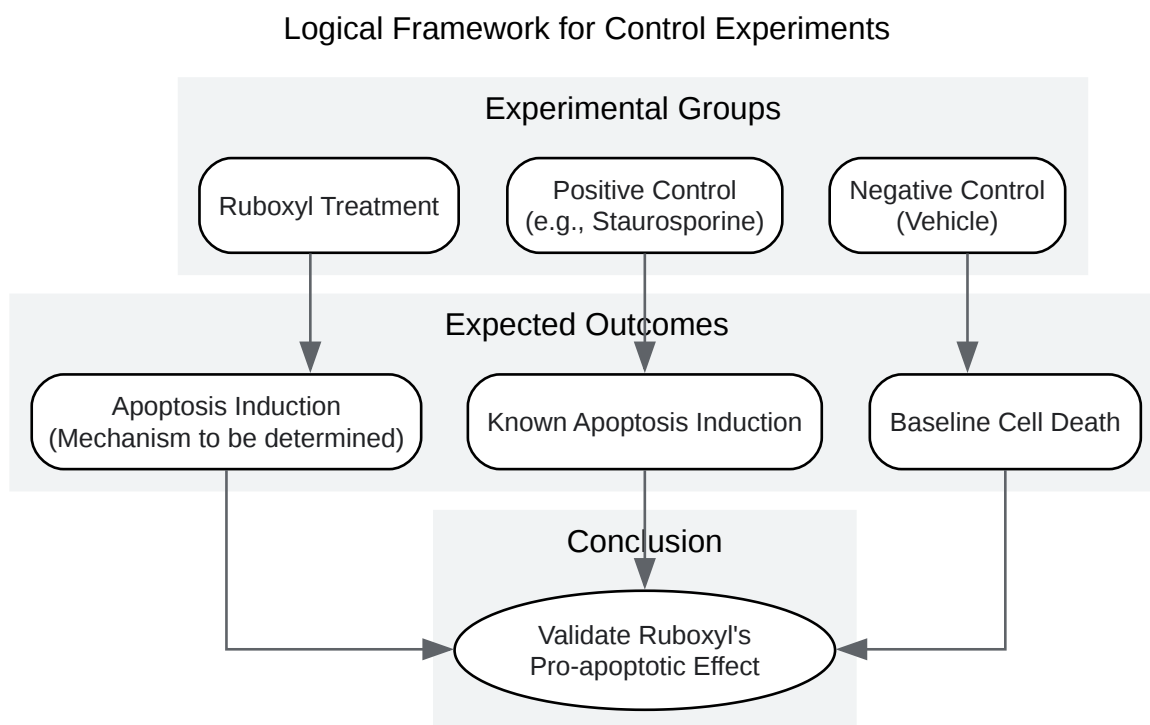 Logical Framework for Control Experiments
Experimental Groups
Ruboxyl Treatment
Positive Control
(e.g., Staurosporine)
Negative Control
(Vehicle)
Expected Outcomes
Apoptosis Induction
(Mechanism to be determined)
Known Apoptosis Induction
Baseline Cell Death
Conclusion
Validate Ruboxyl's
Pro-apoptotic Effect